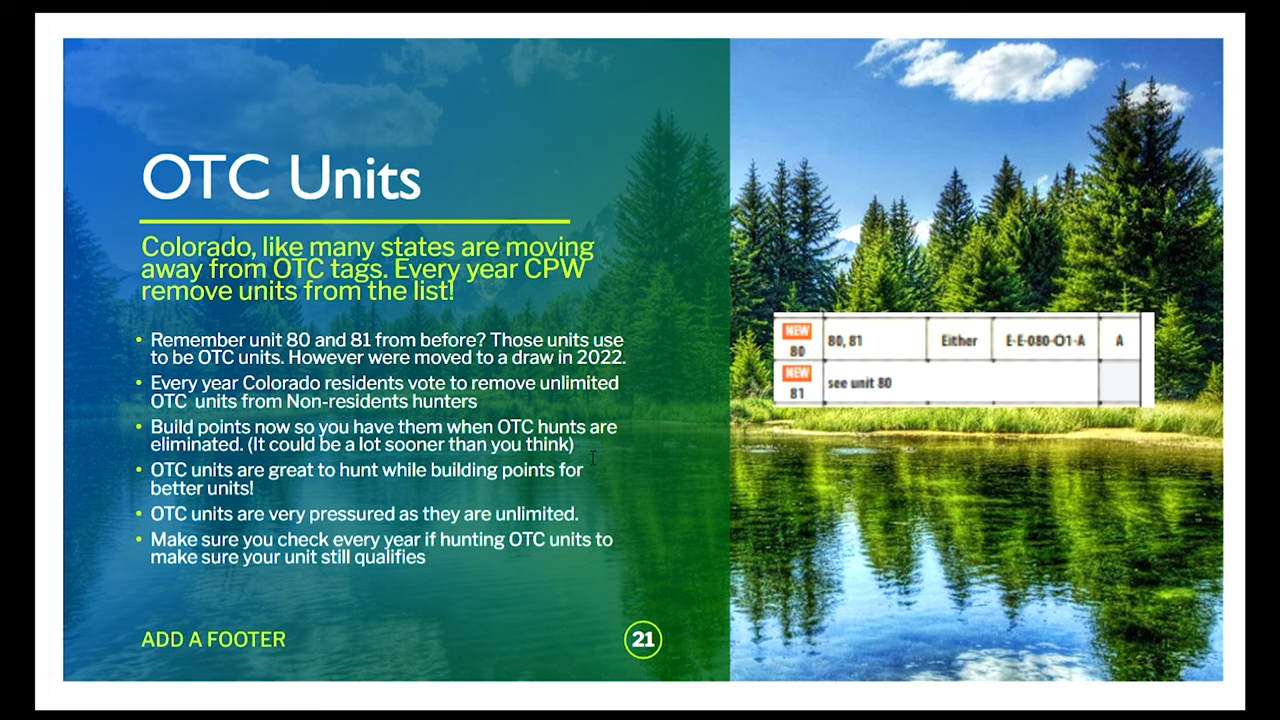 OTC Units
Colorado, like many states are moving
away from OTC tags. Every year CPW
remove units from the list!
• Remember unit 80 and 81 from before? Those units use
to be OTC units. However were moved to a draw in 2022.
• Every year Colorado residents vote to remove unlimited
OTC units from Non-residents hunters
• Build points now so you have them when OTC hunts are
eliminated. (It could be a lot sooner than you think)
• OTC units are great to hunt while building points for
better units!
• OTC units are very pressured as they are unlimited.
• Make sure you check every year if hunting OTC units to
make sure your unit still qualifies
ADD A FOOTER
21
NEW
80 80, 81 Either E-E-080-O1-A A
NEW
81 see unit 80